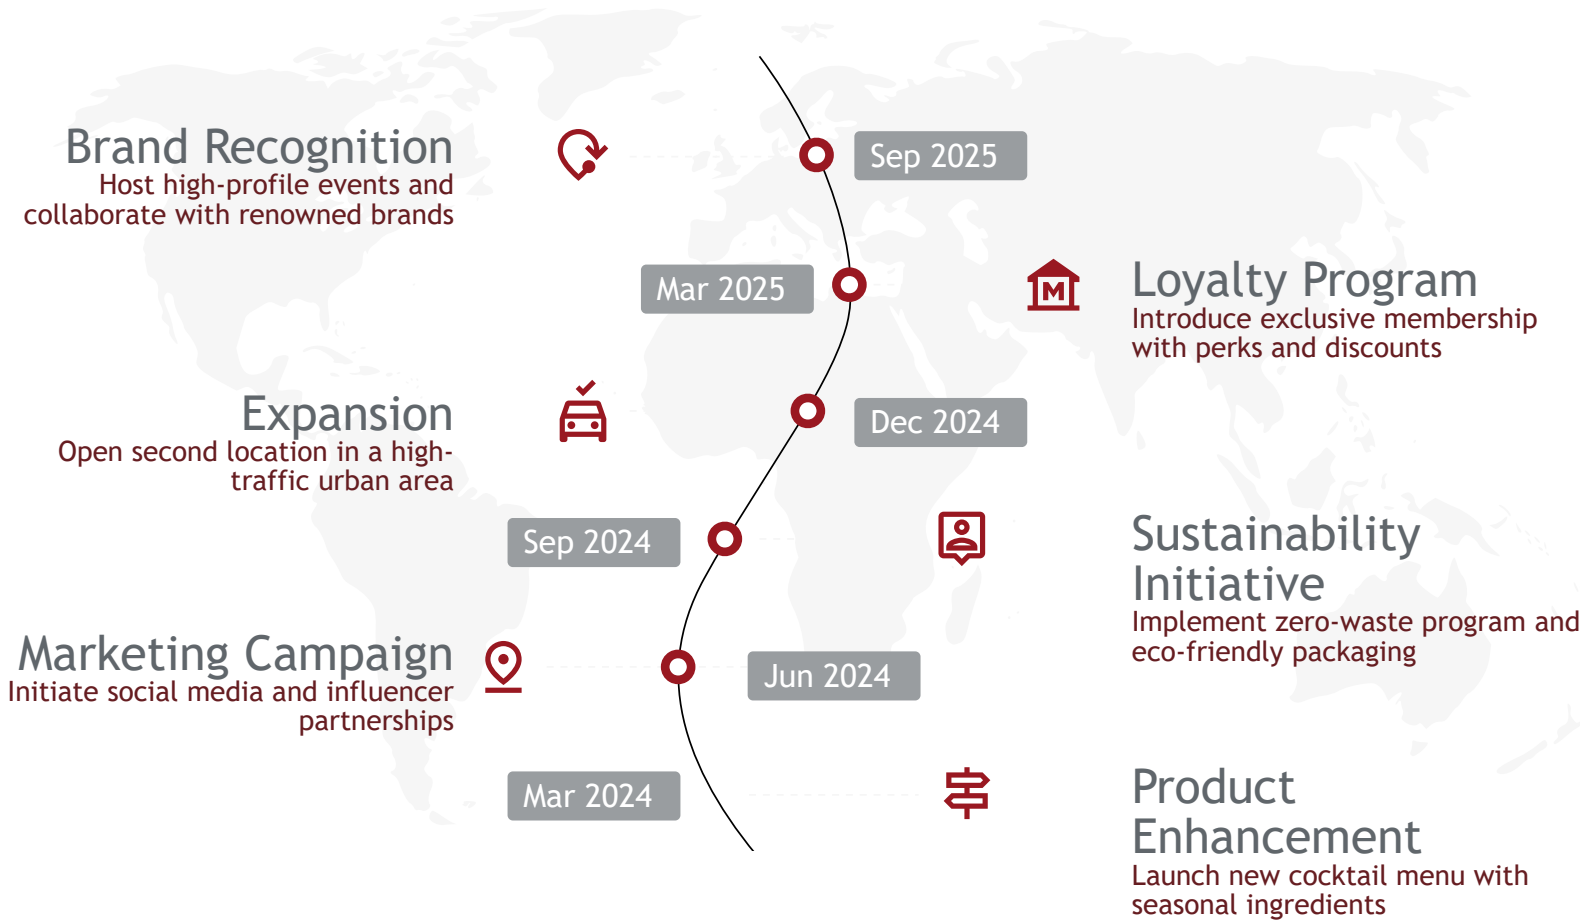 Brand Recognition
Host high-profile events and
collaborate with renowned brands
Sep 2025
Mar 2025
M
Loyalty Program
Introduce exclusive membership
with perks and discounts
Expansion
Open second location in a high-
traffic urban area
Dec 2024
Sep 2024
Sustainability
Initiative
Implement zero-waste program and
eco-friendly packaging
Marketing Campaign
Initiate social media and influencer
partnerships
Jun 2024
Mar 2024
Product
Enhancement
Launch new cocktail menu with
seasonal ingredients